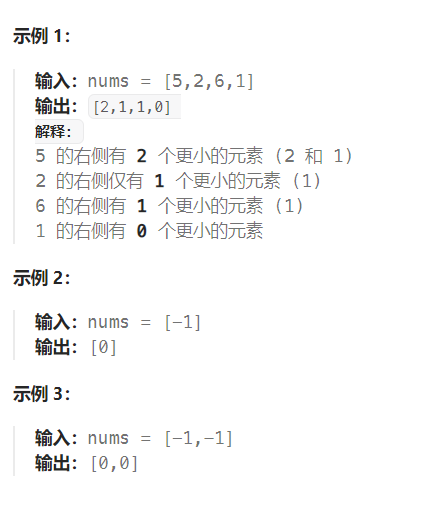 示例 1：
输入：nums = [5,2,6,1]
输出：[2,1,1,0]
解释：
5 的右侧有 2 个更小的元素 (2 和 1)
2 的右侧仅有 1 个更小的元素 (1)
6 的右侧有 1 个更小的元素 (1)
1 的右侧有 0 个更小的元素
示例 2：
输入：nums = [-1]
输出：[0]
示例 3：
输入：nums = [-1,-1]
输出：[0,0]